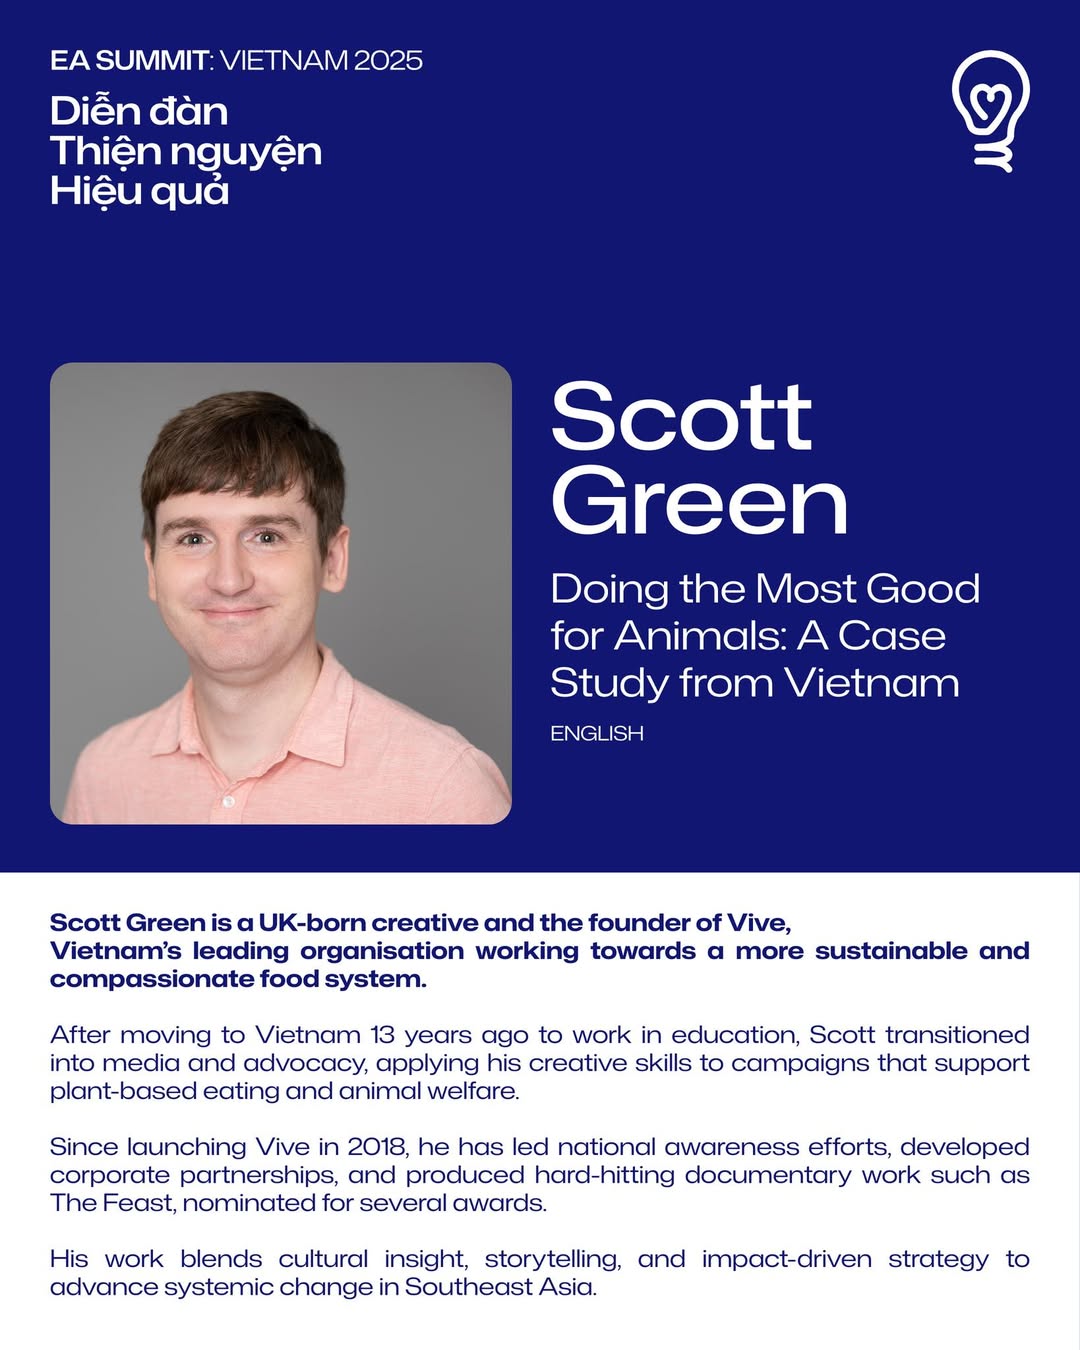 EA SUMMIT: VIETNAM 2025
Diễn đàn
Thiện nguyện
Hiệu quả
Scott
Green
Doing the Most Good
for Animals: A Case
Study from Vietnam
ENGLISH
Scott Green is a UK-born creative and the founder of Vive,
Vietnam’s leading organisation working towards a more sustainable and
compassionate food system.
After moving to Vietnam 13 years ago to work in education, Scott transitioned
into media and advocacy, applying his creative skills to campaigns that support
plant-based eating and animal welfare.
Since launching Vive in 2018, he has led national awareness efforts, developed
corporate partnerships, and produced hard-hitting documentary work such as
The Feast, nominated for several awards.
His work blends cultural insight, storytelling, and impact-driven strategy to
advance systemic change in Southeast Asia.